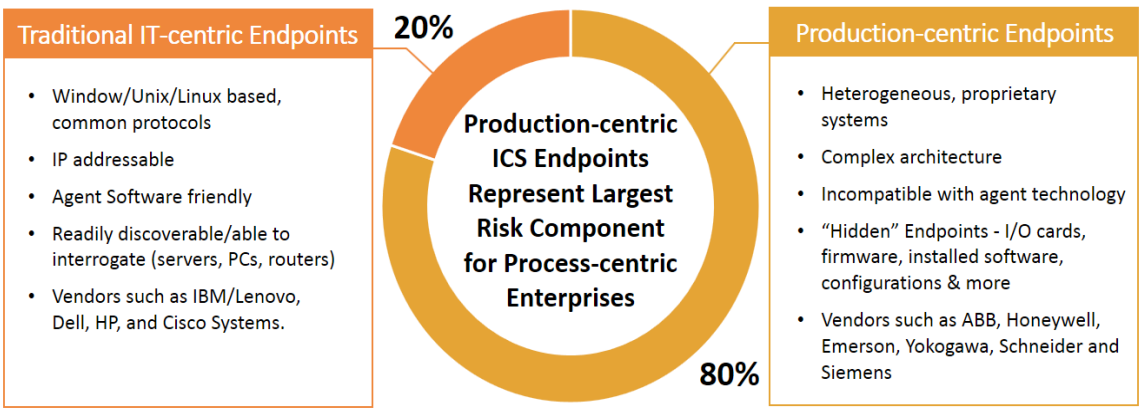 Traditional IT-centric Endpoints
• Window/Unix/Linux based,
common protocols
• IP addressable
• Agent Software friendly
• Readily discoverable/able to
interrogate (servers, PCs, routers)
• Vendors such as IBM/Lenovo,
Dell, HP, and Cisco Systems.
20%
Production-centric
ICS Endpoints
Represent Largest
Risk Component
for Process-centric
Enterprises
80%
Production-centric Endpoints
• Heterogeneous, proprietary
systems
• Complex architecture
• Incompatible with agent technology
• “Hidden” Endpoints - I/O cards,
firmware, installed software,
configurations & more
• Vendors such as ABB, Honeywell,
Emerson, Yokogawa, Schneider and
Siemens